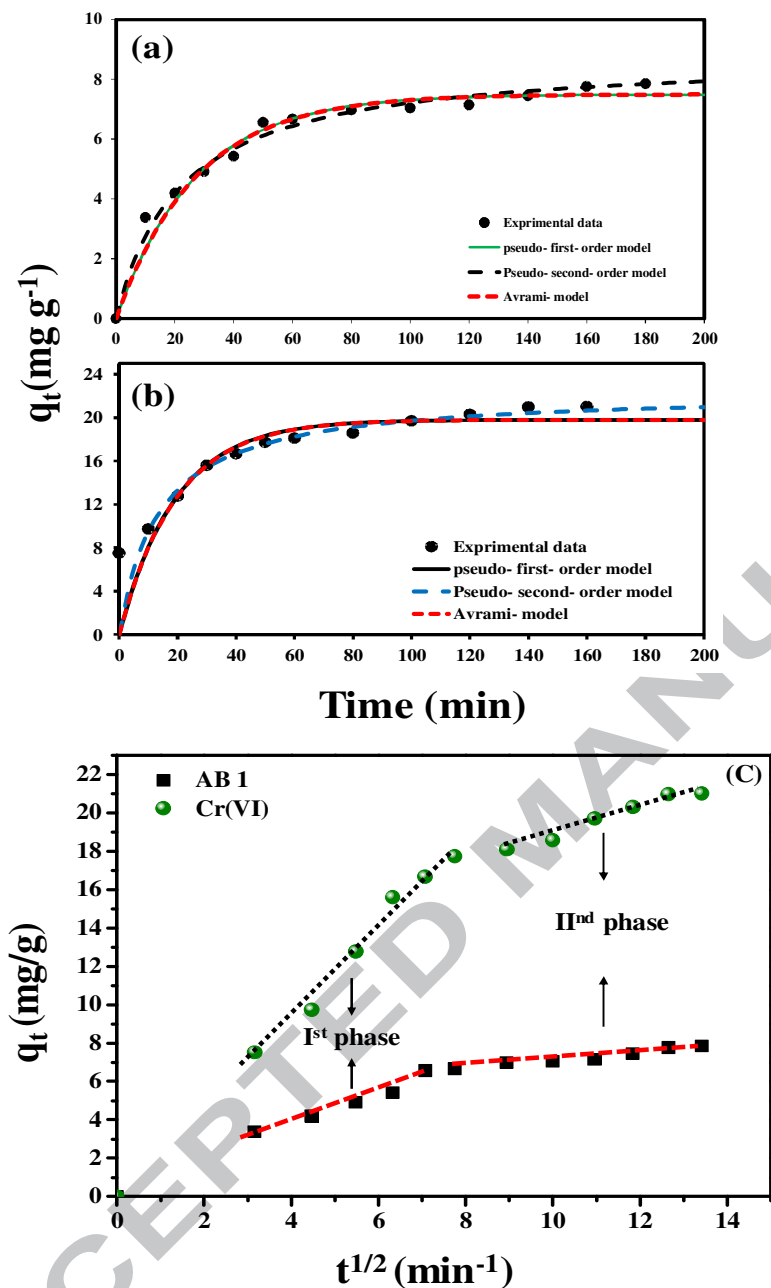 (a)
10
8
6
4
2
0
Exprimental data
pseudo- first- order model
Pseudo- second- order model
Avrami- model
0 20 40 60 80 100 120 140 160 180 200
q_t(mg g⁻¹)
(b)
24
20
16
12
8
4
0
Exprimental data
pseudo- first- order model
Pseudo- second- order model
Avrami- model
0 20 40 60 80 100 120 140 160 180 200
Time (min)
(C)
AB 1
Cr(VI)
22
20
18
16
14
12
10
8
6
4
2
0
q_t (mg/g)
IInd phase
Ist phase
0 2 4 6 8 10 12 14
t^1/2 (min⁻¹)
CEPTED MANU